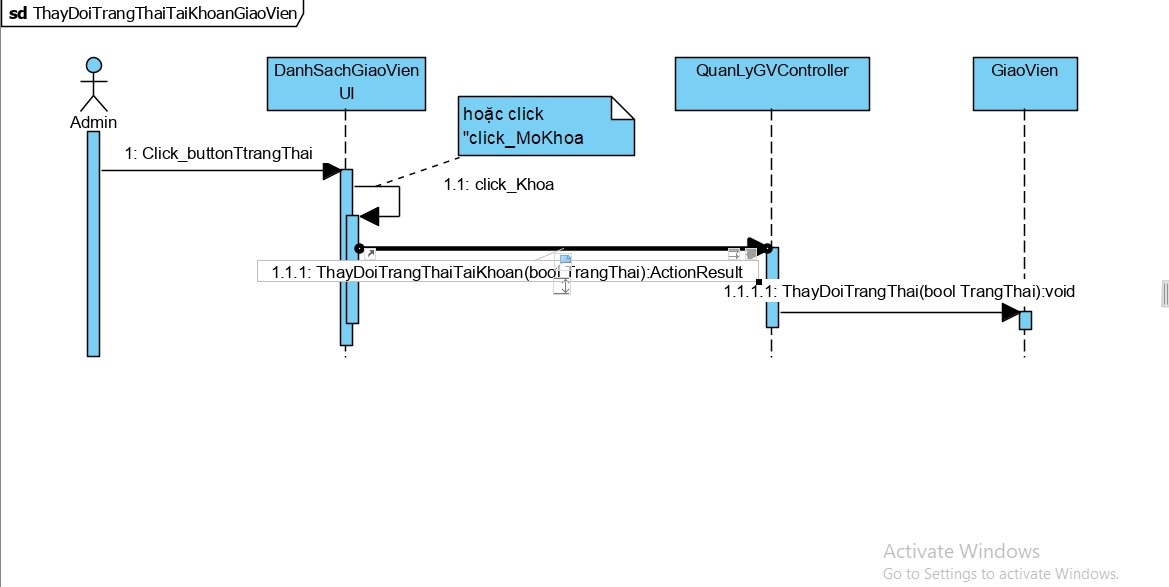 sd ThayDoiTrangThaiTaiKhoanGiaoVien
DanhSachGiaoVien
UI
QuanLyGVController
GiaoVien
Admin
hoặc click
"click_MoKhoa
1: Click_buttonTtrangThai
1.1: click_Khoa
1.1.1: ThayDoiTrangThaiTaiKhoan(bool TrangThai):ActionResult
1.1.1.1: ThayDoiTrangThai(bool TrangThai):void
Activate Windows
Go to Settings to activate Windows.